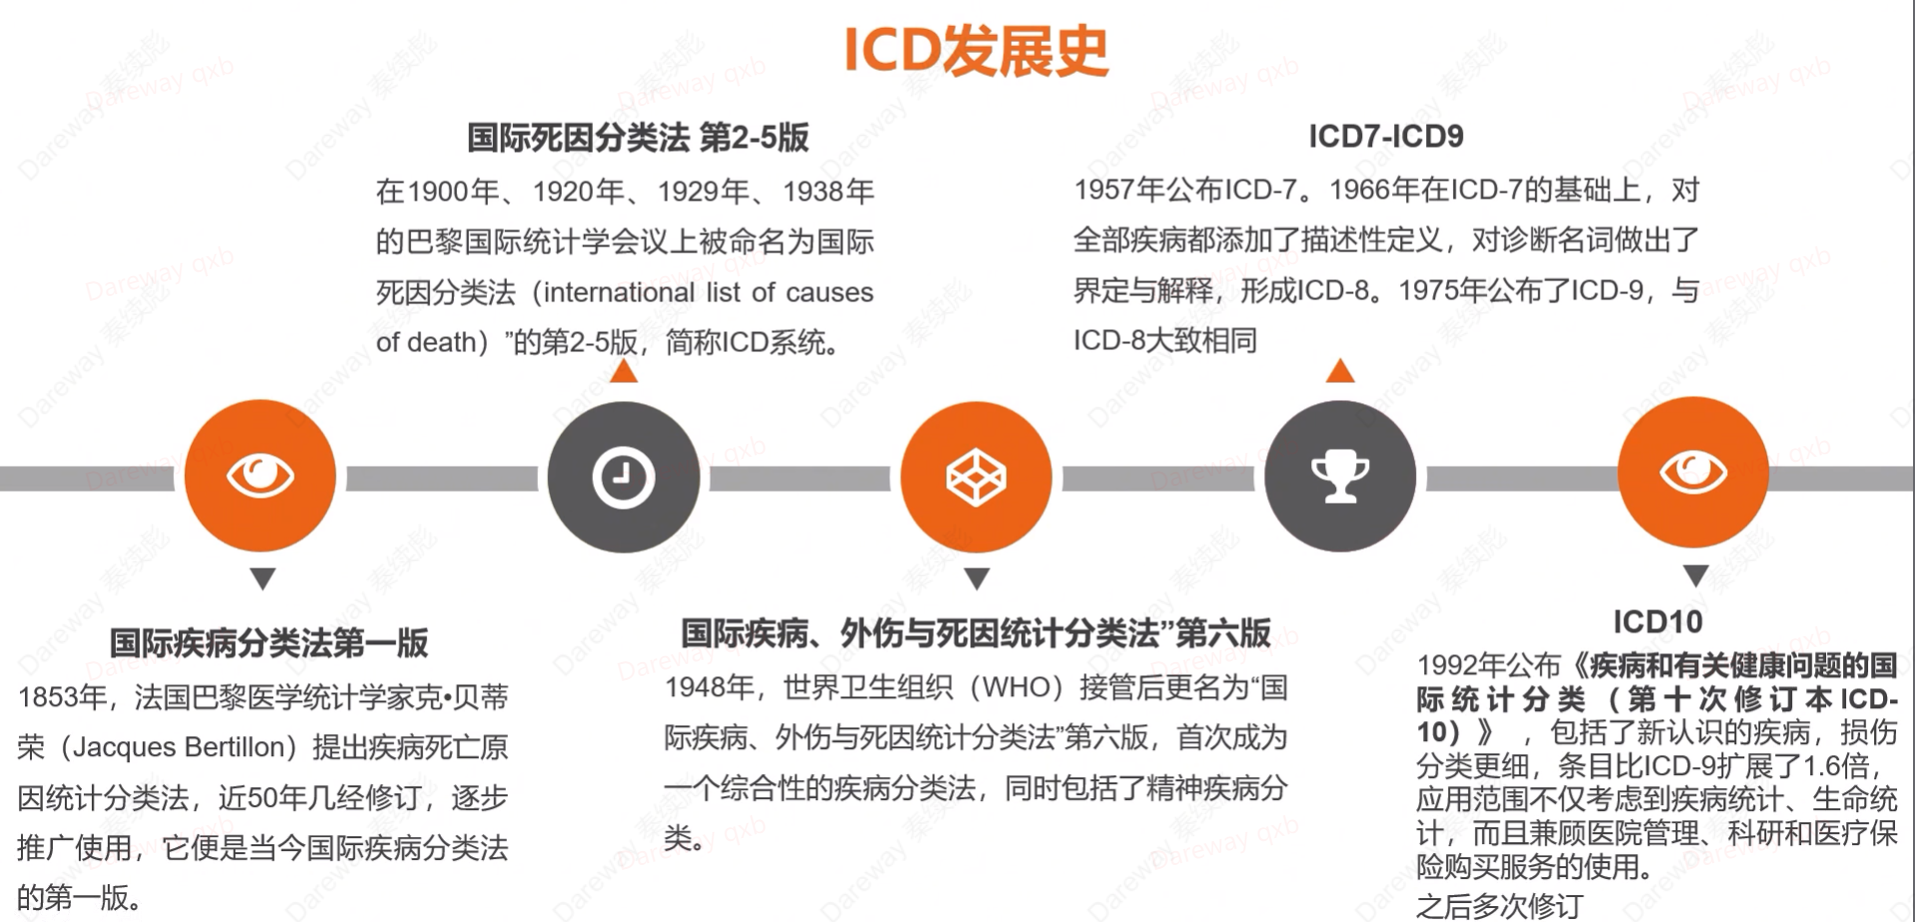 ICD发展史
国际死因分类法 第2-5版
在1900年、1920年、1929年、1938年
的巴黎国际统计学会议上被命名为国际
死因分类法（international list of causes
of death）”的第2-5版，简称ICD系统。
ICD7-ICD9
1957年公布ICD-7。1966年在ICD-7的基础上，对
全部疾病都添加了描述性定义，对诊断名词做出了
界定与解释，形成ICD-8。1975年公布了ICD-9，与
ICD-8大致相同
国际疾病分类法第一版
1853年，法国巴黎医学统计学家克•贝蒂
荣（Jacques Bertillon）提出疾病死亡原
因统计分类法，近50年几经修订，逐步
推广使用，它便是当今国际疾病分类法
的第一版。
国际疾病、外伤与死因统计分类法”第六版
1948年，世界卫生组织（WHO）接管后更名为“国
际疾病、外伤与死因统计分类法”第六版，首次成为
一个综合性的疾病分类法，同时包括了精神疾病分
类。
ICD10
1992年公布《疾病和有关健康问题的国
际统计分类（第十次修订本ICD-
10）》，包括了新认识的疾病，损伤
分类更细，条目比ICD-9扩展了1.6倍，
应用范围不仅考虑到疾病统计、生命统
计，而且兼顾医院管理、科研和医疗保
险购买服务的使用。
之后多次修订
Dareway 秦续彪
Dareway qxb